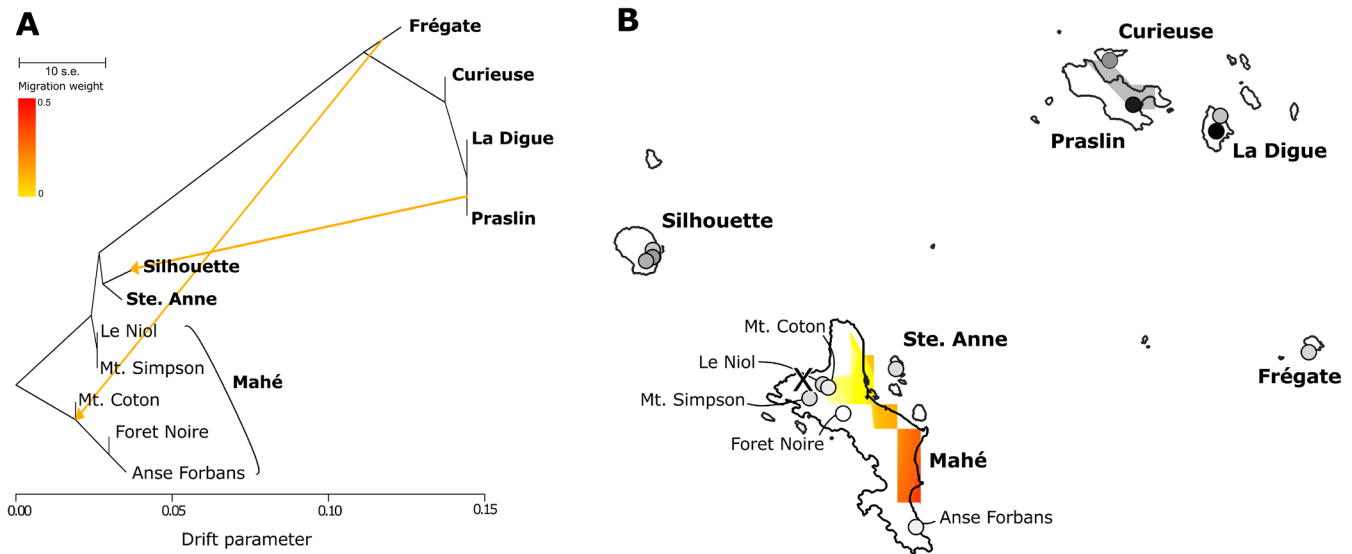 A
10 s.e.
Migration weight
0.5
0
Frégate
Curieuse
La Digue
Praslin
Silhouette
Ste. Anne
Le Niol
Mt. Simpson
Mahé
Mt. Coton
Foret Noire
Anse Forbans
0.00 0.05 0.10 0.15
Drift parameter
B
Curieuse
Praslin
La Digue
Silhouette
Mt. Coton
Ste. Anne
Le Niol
X
Mt. Simpson
Frégate
Foret Noire
Mahé
Anse Forbans